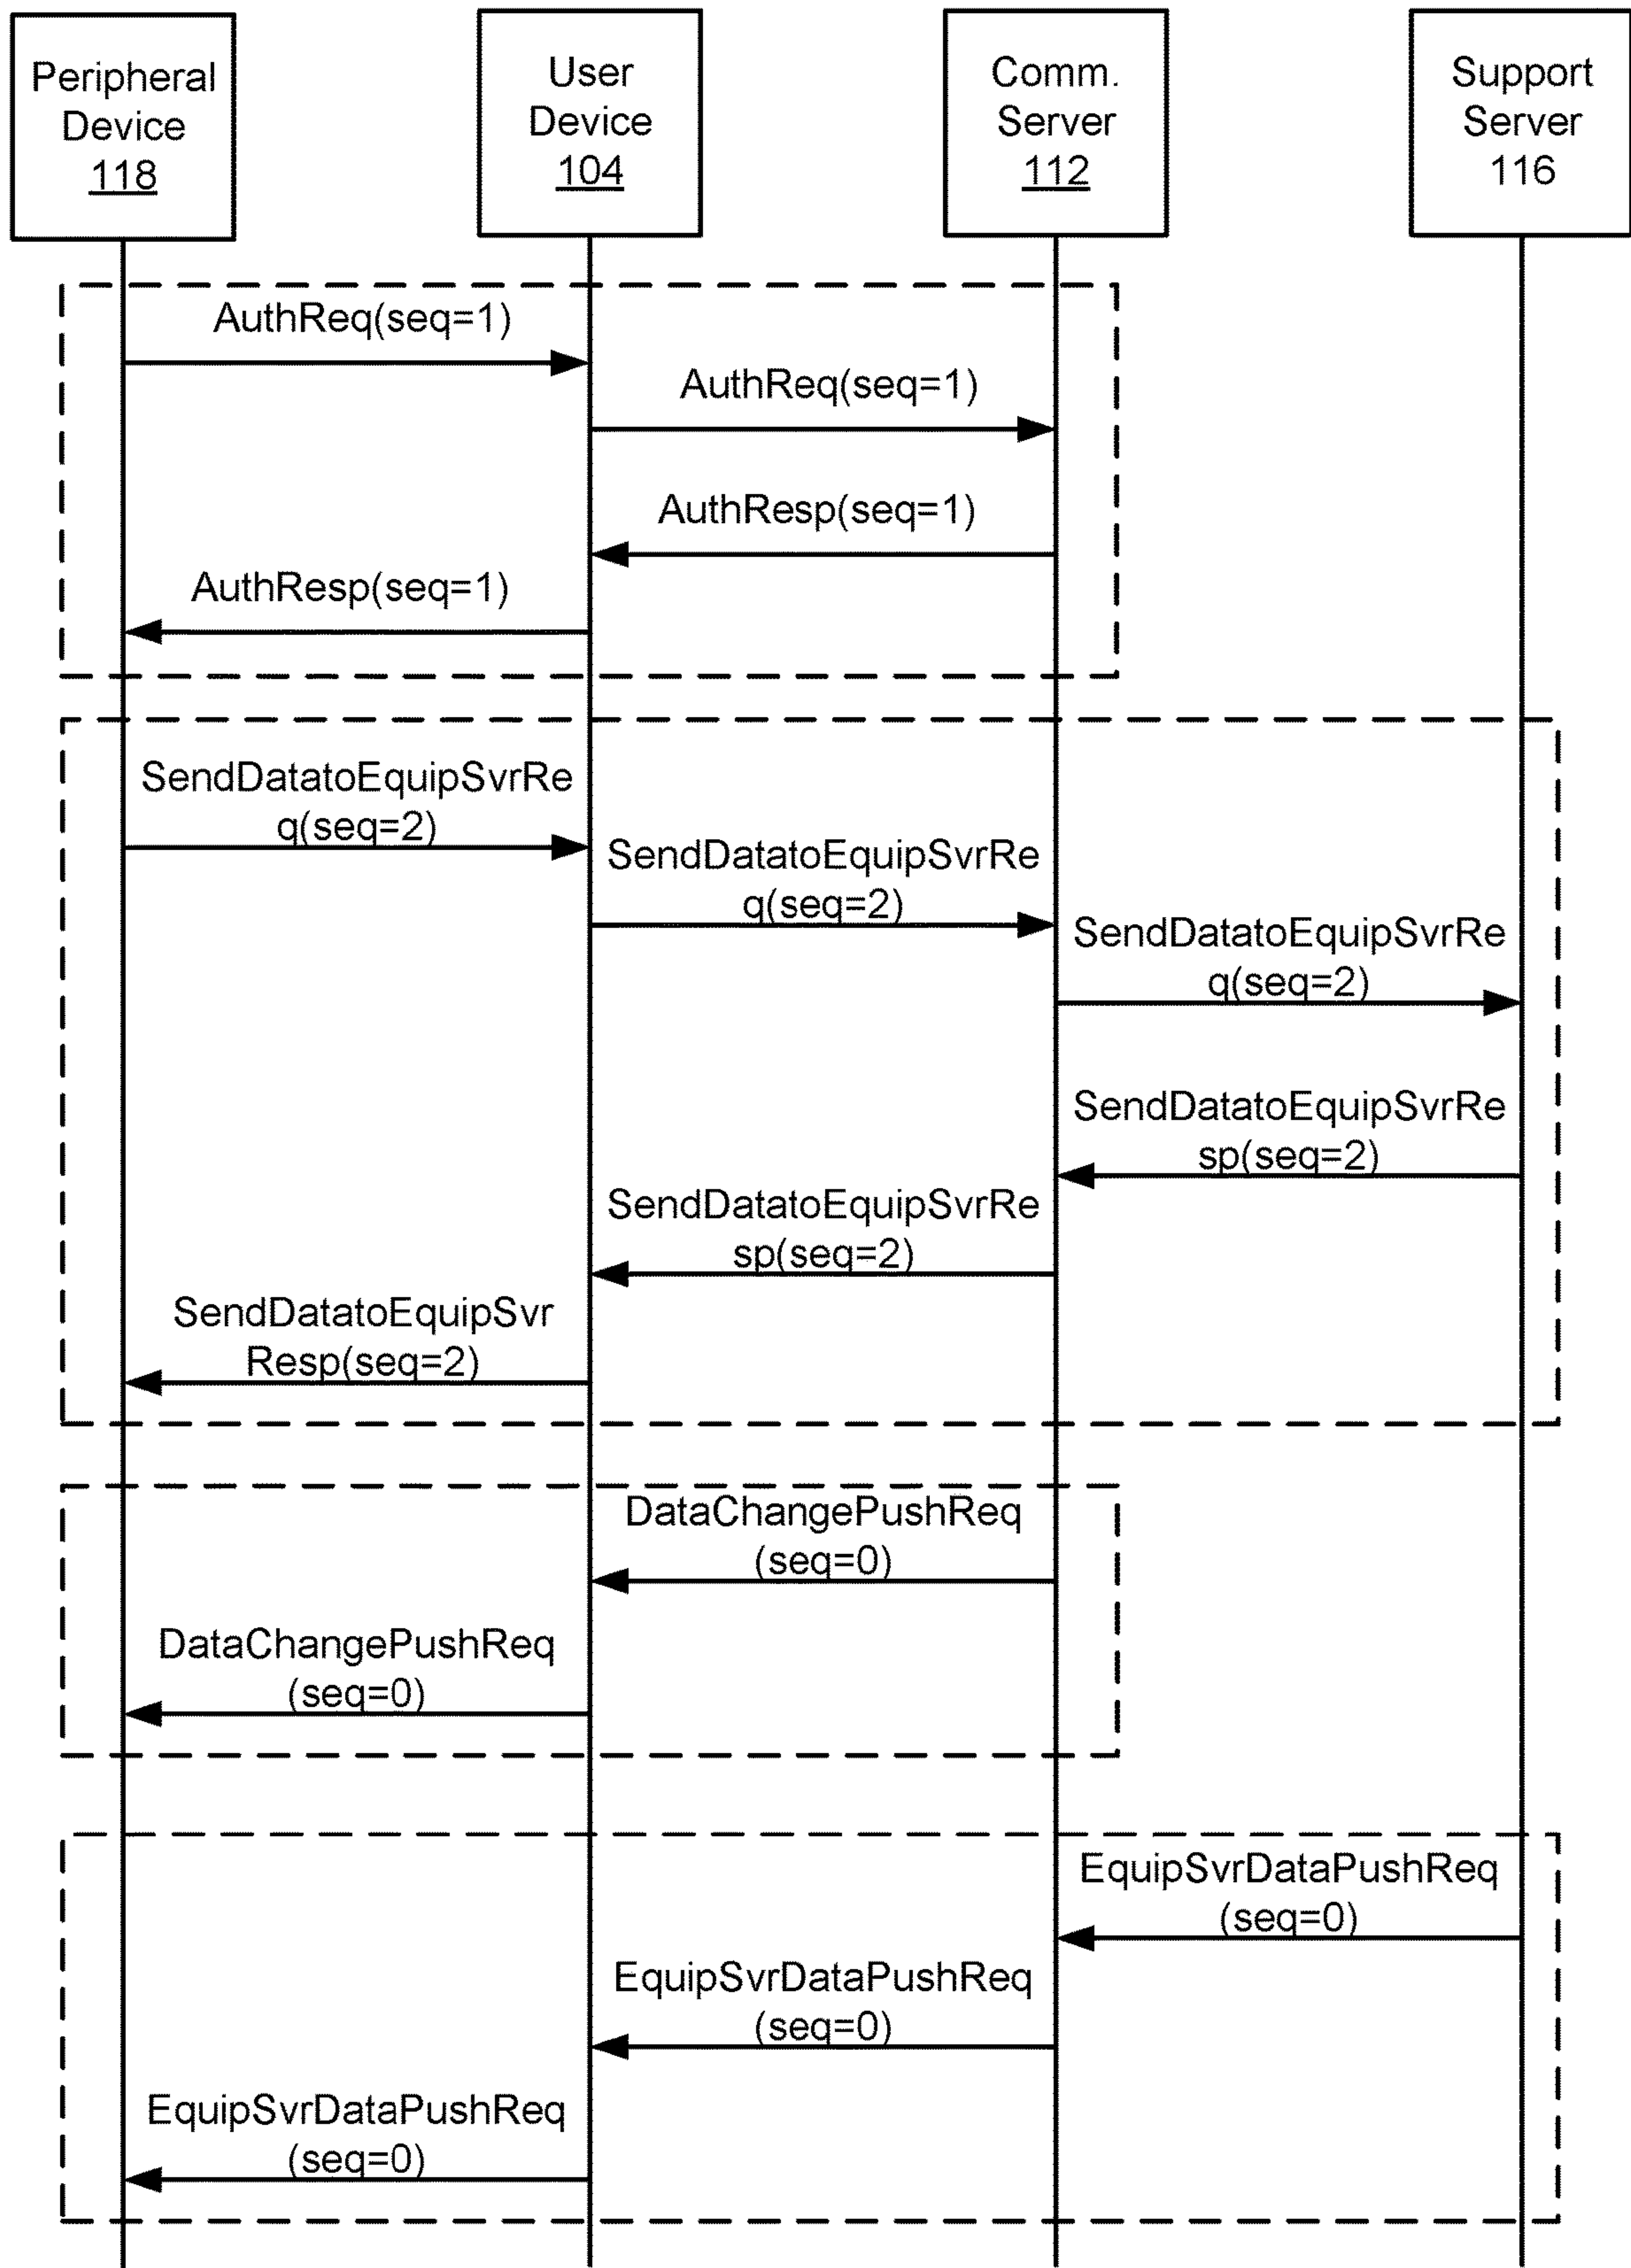 Peripheral
Device
118
User
Device
104
Comm.
Server
112
Support
Server
116
AuthReq(seq=1)
AuthReq(seq=1)
AuthResp(seq=1)
AuthResp(seq=1)
SendDatatoEquipSvrRe
q(seq=2)
SendDatatoEquipSvrRe
q(seq=2)
SendDatatoEquipSvrRe
q(seq=2)
SendDatatoEquipSvrRe
sp(seq=2)
SendDatatoEquipSvrRe
sp(seq=2)
SendDatatoEquipSvr
Resp(seq=2)
DataChangePushReq
(seq=0)
DataChangePushReq
(seq=0)
EquipSvrDataPushReq
(seq=0)
EquipSvrDataPushReq
(seq=0)
EquipSvrDataPushReq
(seq=0)